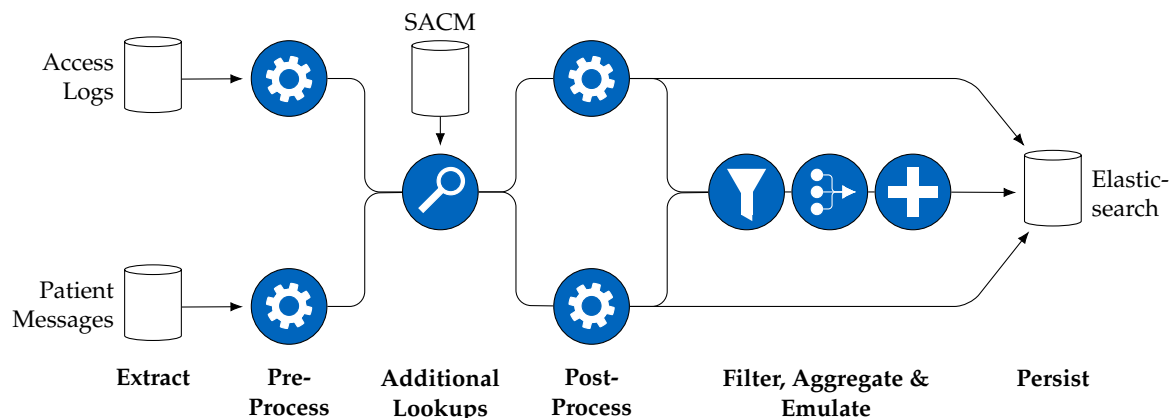 SACM
Access
Logs
Elastic-
search
Patient
Messages
Extract
Pre-
Process
Additional
Lookups
Post-
Process
Filter, Aggregate &
Emulate
Persist